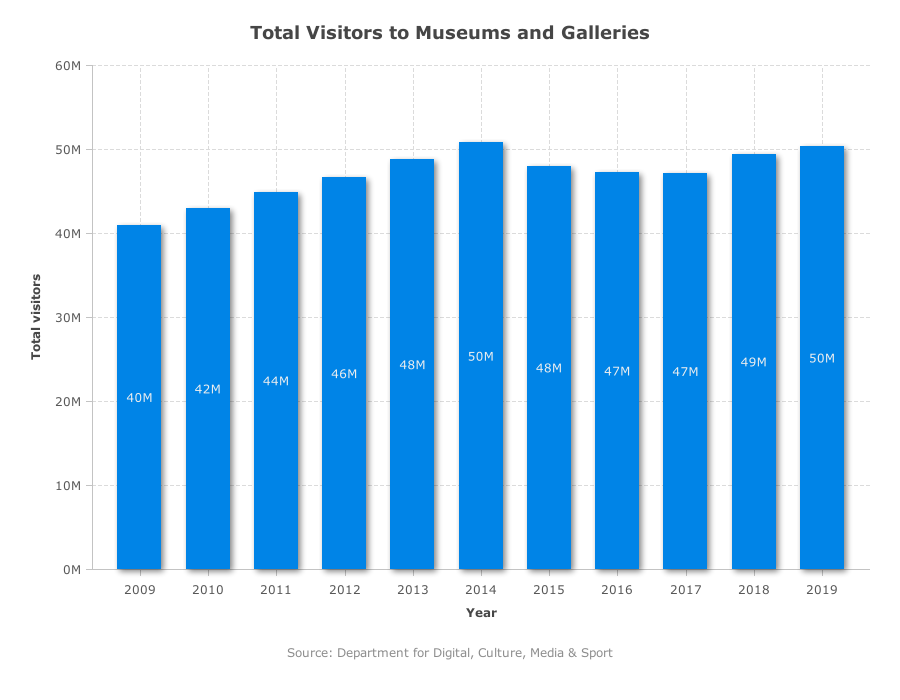 Total Visitors to Museums and Galleries
60M
50M
40M
30M
20M
10M
0M
Total visitors
40M
42M
44M
46M
48M
50M
48M
47M
47M
49M
50M
2009 2010 2011 2012 2013 2014 2015 2016 2017 2018 2019
Year
Source: Department for Digital, Culture, Media & Sport